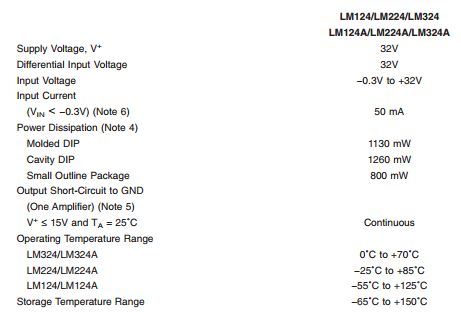 LM124/LM224/LM324
LM124A/LM224A/LM324A
Supply Voltage, V⁺ 32V
Differential Input Voltage 32V
Input Voltage −0.3V to +32V
Input Current
(V_IN < −0.3V) (Note 6) 50 mA
Power Dissipation (Note 4)
Molded DIP 1130 mW
Cavity DIP 1260 mW
Small Outline Package 800 mW
Output Short-Circuit to GND
(One Amplifier) (Note 5)
V⁺ ≤ 15V and T_A = 25˚C Continuous
Operating Temperature Range
LM324/LM324A 0˚C to +70˚C
LM224/LM224A −25˚C to +85˚C
LM124/LM124A −55˚C to +125˚C
Storage Temperature Range −65˚C to +150˚C